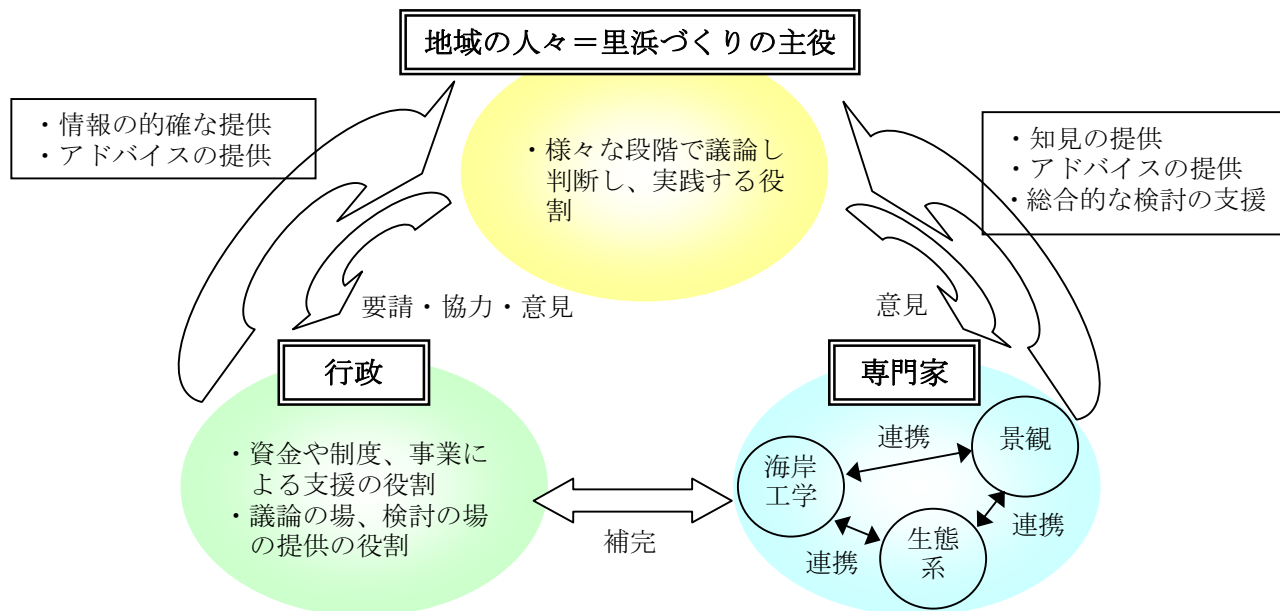 地域の人々＝里浜づくりの主役
・情報の的確な提供
・アドバイスの提供
・様々な段階で議論し
判断し、実践する役
割
・知見の提供
・アドバイスの提供
・総合的な検討の支援
要請・協力・意見
意見
行政
・資金や制度、事業に
よる支援の役割
・議論の場、検討の場
の提供の役割
補完
専門家
海岸
工学
連携
景観
連携
生態
系
連携